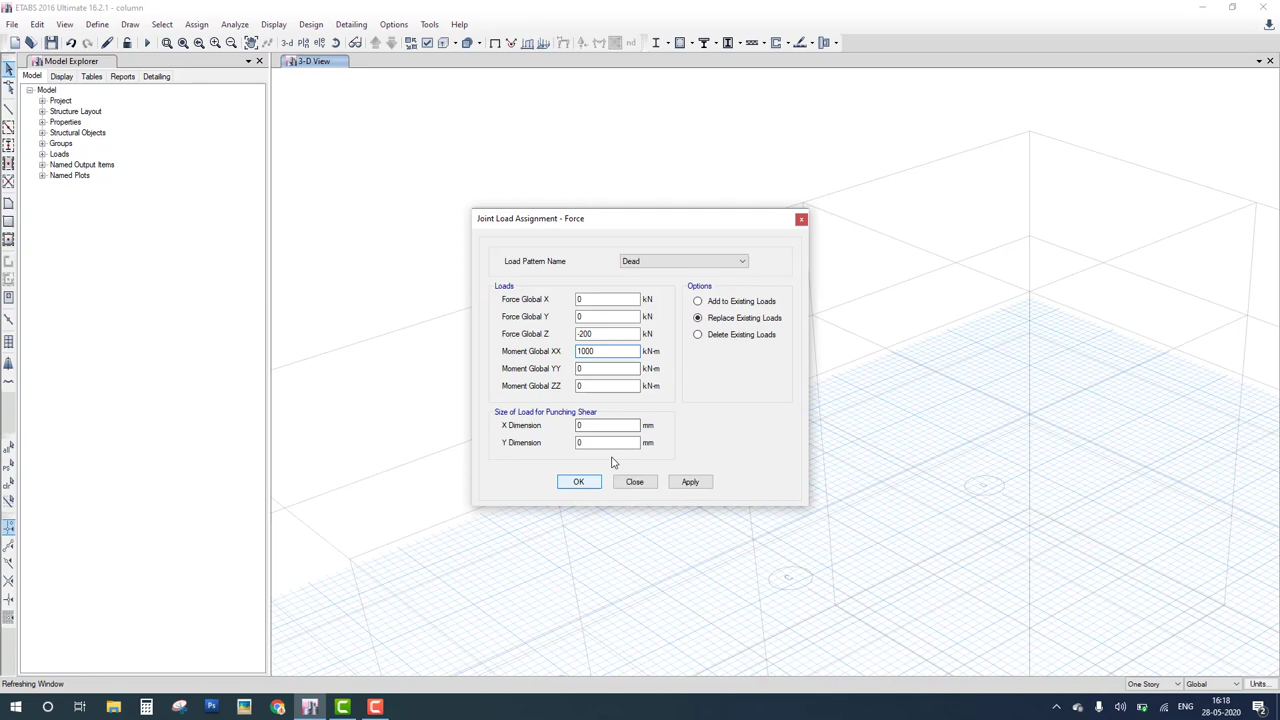 ETABS 2016 Ultimate 16.2.1 - column
File Edit View Define Draw Select Assign Analyze Display Design Detailing Options Tools Help
3-d
nd
Model Explorer
3-D View
Model Display Tables Reports Detailing
Model
Project
Structure Layout
Properties
Structural Objects
Groups
Loads
Named Output Items
Named Plots
Joint Load Assignment - Force
Load Pattern Name Dead
Loads
Force Global X 0 kN
Force Global Y 0 kN
Force Global Z -200 kN
Moment Global XX 1000 kN-m
Moment Global YY 0 kN-m
Moment Global ZZ 0 kN-m
Options
Add to Existing Loads
Replace Existing Loads
Delete Existing Loads
Size of Load for Punching Shear
X Dimension 0 mm
Y Dimension 0 mm
OK Close Apply
all
PS
clr
Refreshing Window
One Story Global Units...
ENG
16:18
28-05-2020
2